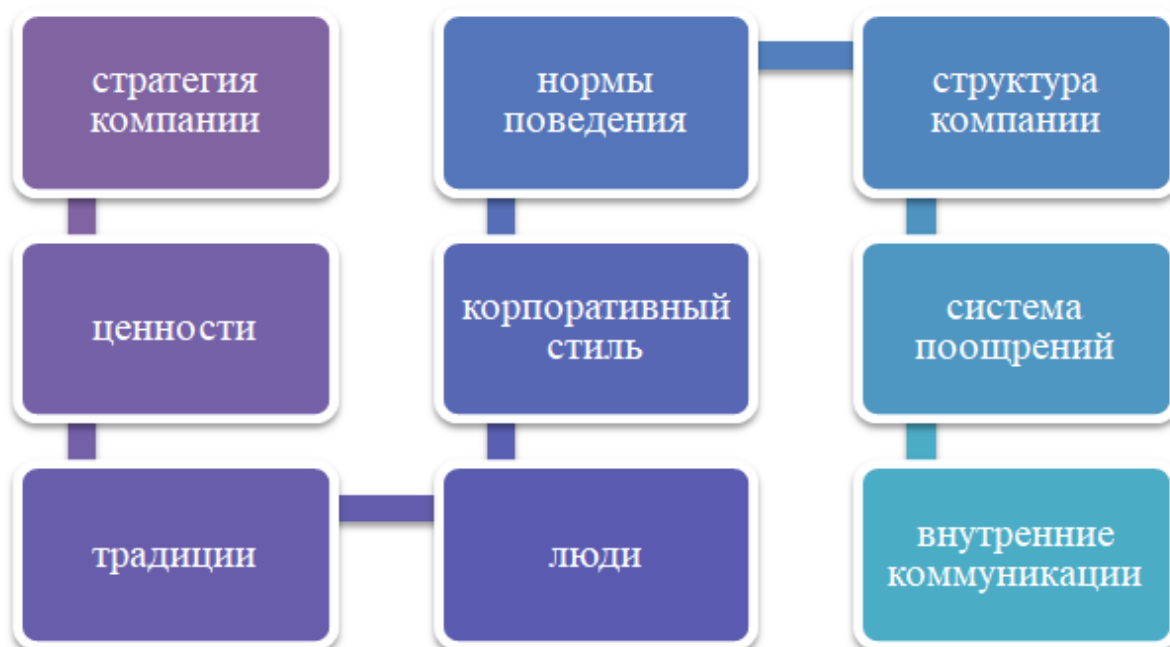 стратегия
компании
ценности
традиции
люди
корпоративный
стиль
нормы
поведения
структура
компании
система
поощрений
внутренние
коммуникации